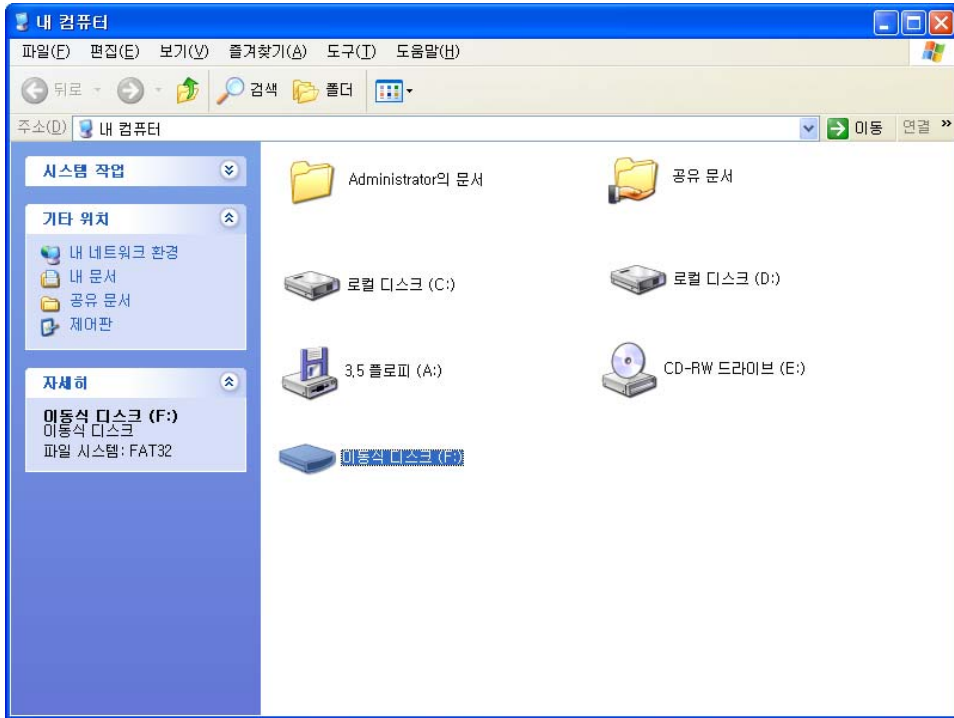 내 컴퓨터
파일(F) 편집(E) 보기(V) 즐겨찾기(A) 도구(T) 도움말(H)
뒤로 검색 폴더
주소(D) 내 컴퓨터 이동 연결 »
시스템 작업
기타 위치
내 네트워크 환경
내 문서
공유 문서
제어판
자세히
이동식 디스크 (F:)
이동식 디스크
파일 시스템: FAT32
Administrator의 문서
공유 문서
로컬 디스크 (C:)
로컬 디스크 (D:)
3,5 플로피 (A:)
CD-RW 드라이브 (E:)
이동식 디스크 (F:)